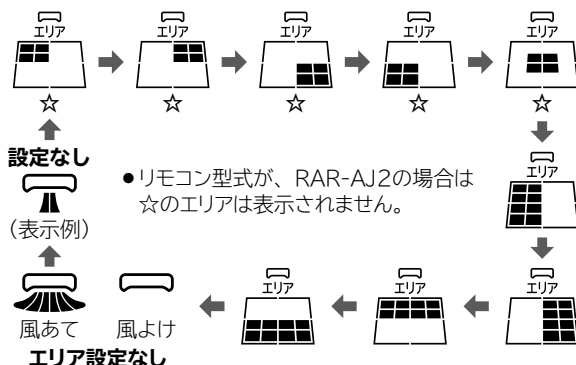 エリア
エリア
エリア
エリア
エリア
☆
☆
☆
☆
☆
設定なし
(表示例)
●リモコン型式が、RAR-AJ2の場合は
☆のエリアは表示されません。
エリア
エリア
エリア
エリア
風あて
風よけ
エリア設定なし